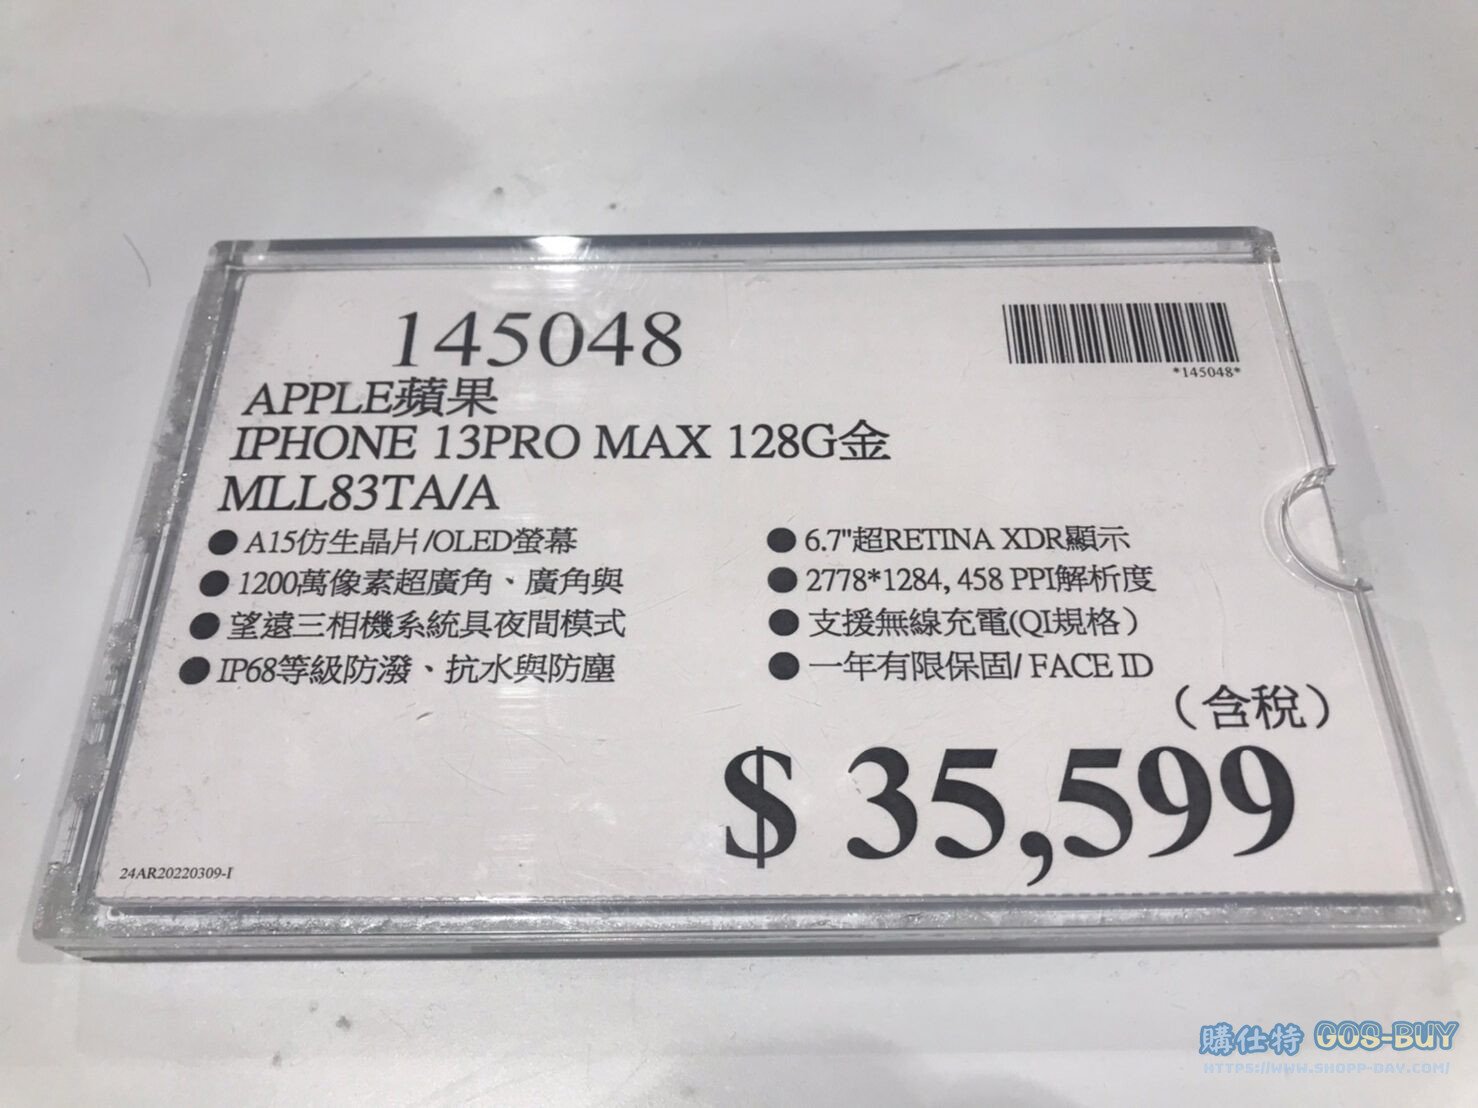 145048
*145048*
APPLE蘋果
IPHONE 13PRO MAX 128G金
MLL83TA/A
●A15仿生晶片/OLED螢幕
●1200萬像素超廣角、廣角與
●望遠三相機系統具夜間模式
●IP68等級防潑、抗水與防塵
●6.7"超RETINA XDR顯示
●2778*1284, 458 PPI解析度
●支援無線充電(QI規格)
●一年有限保固/ FACE ID
(含稅)
$ 35,599
24AR20220309-I
購仕特 GOS-BUY
HTTPS://WWW.SHOPP-BAY.COM/